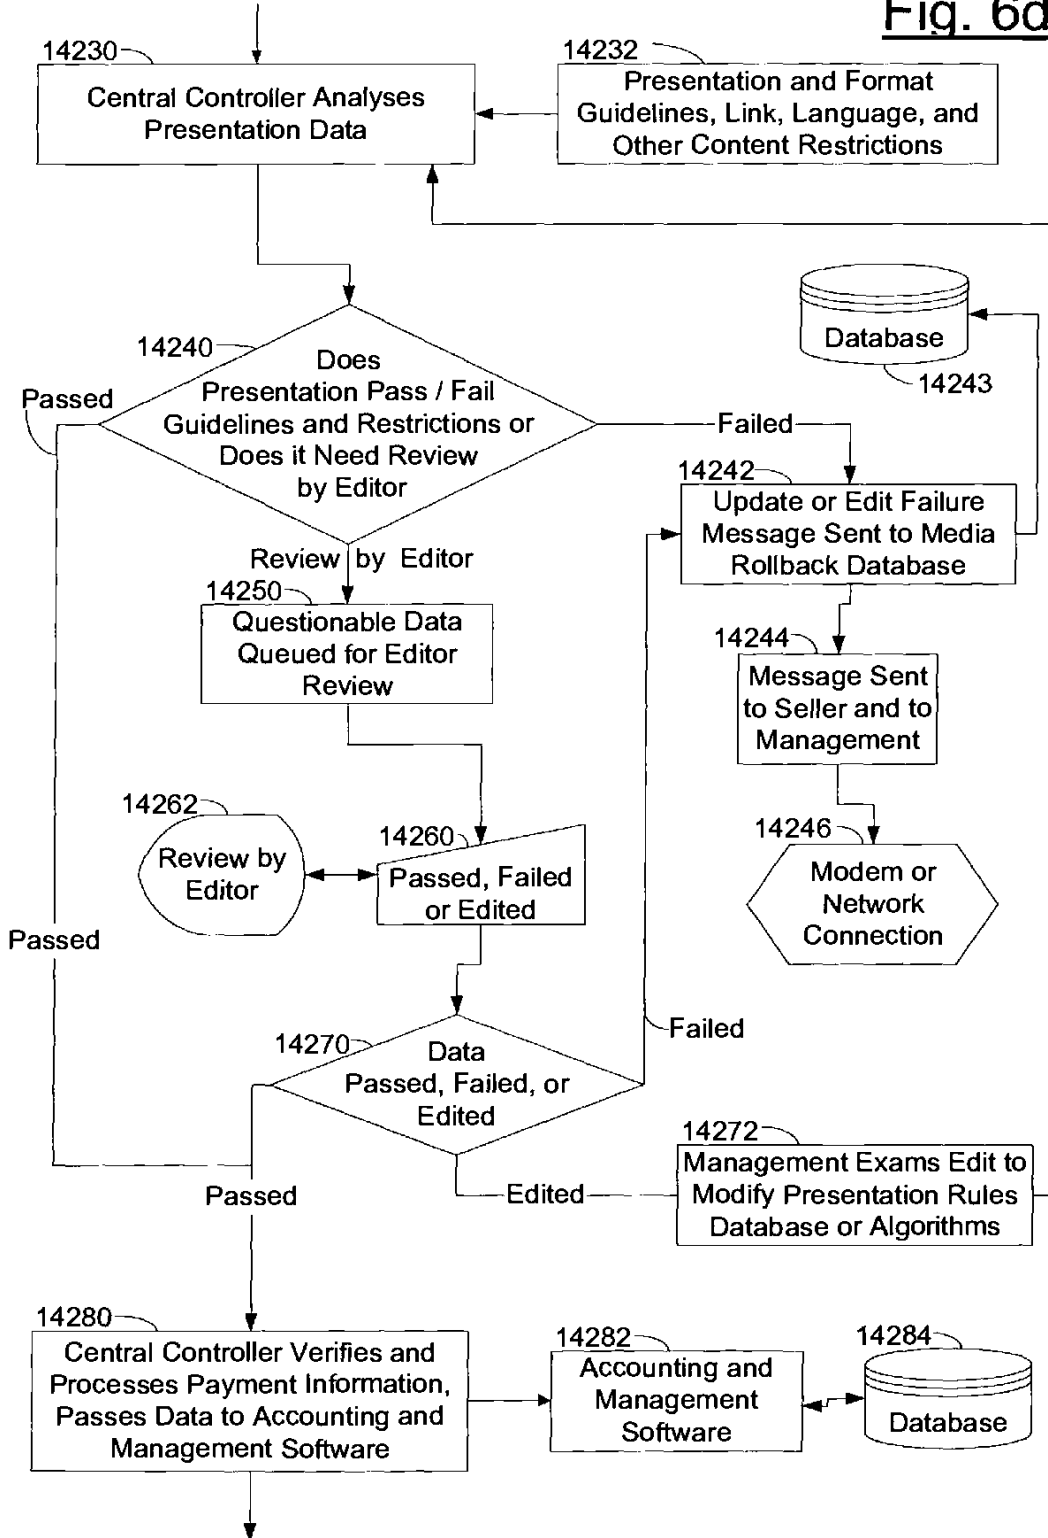 Fig. 6d
14230
Central Controller Analyses
Presentation Data
14232
Presentation and Format
Guidelines, Link, Language, and
Other Content Restrictions
Database
14243
14240
Does
Presentation Pass / Fail
Guidelines and Restrictions or
Does it Need Review
by Editor
Passed
Failed
14242
Update or Edit Failure
Message Sent to Media
Rollback Database
Review by Editor
14250
Questionable Data
Queued for Editor
Review
14244
Message Sent
to Seller and to
Management
14262
Review by
Editor
14260
Passed, Failed
or Edited
14246
Modem or
Network
Connection
Passed
Failed
14270
Data
Passed, Failed, or
Edited
14272
Management Exams Edit to
Modify Presentation Rules
Database or Algorithms
Passed
Edited
14280
Central Controller Verifies and
Processes Payment Information,
Passes Data to Accounting and
Management Software
14282
Accounting and
Management
Software
14284
Database